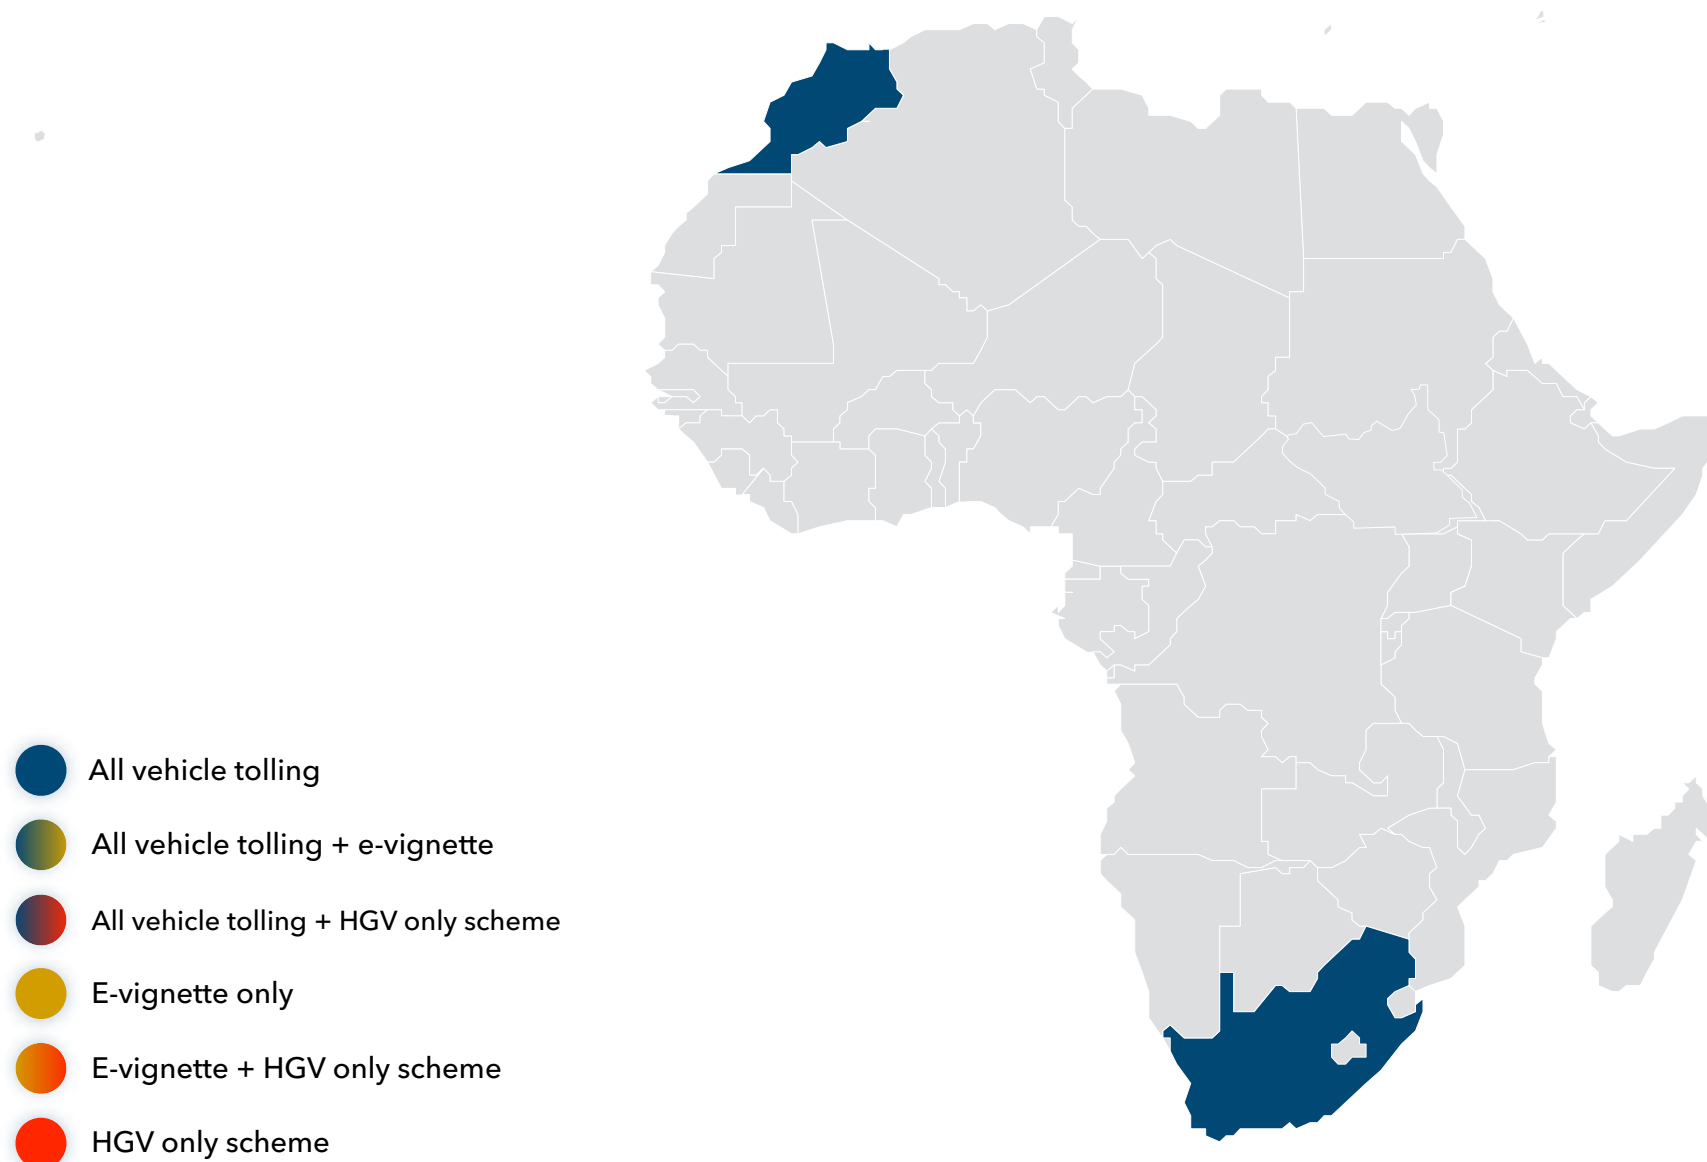 All vehicle tolling
All vehicle tolling + e-vignette
All vehicle tolling + HGV only scheme
E-vignette only
E-vignette + HGV only scheme
HGV only scheme